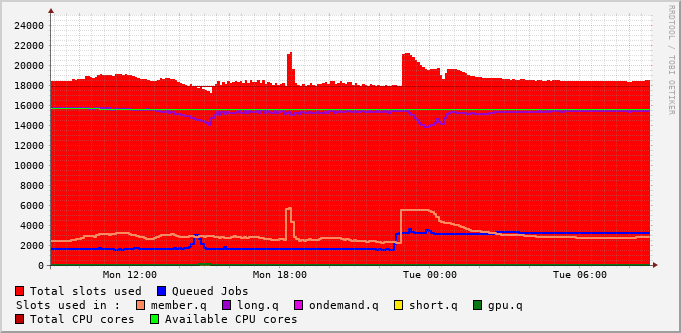 24000
22000
20000
18000
16000
14000
12000
10000
8000
6000
4000
2000
0
Mon 12:00 Mon 18:00 Tue 00:00 Tue 06:00
RRDTOOL / TOBI OETIKER
Total slots used Queued Jobs
Slots used in : member.q long.q ondemand.q short.q gpu.q
Total CPU cores Available CPU cores